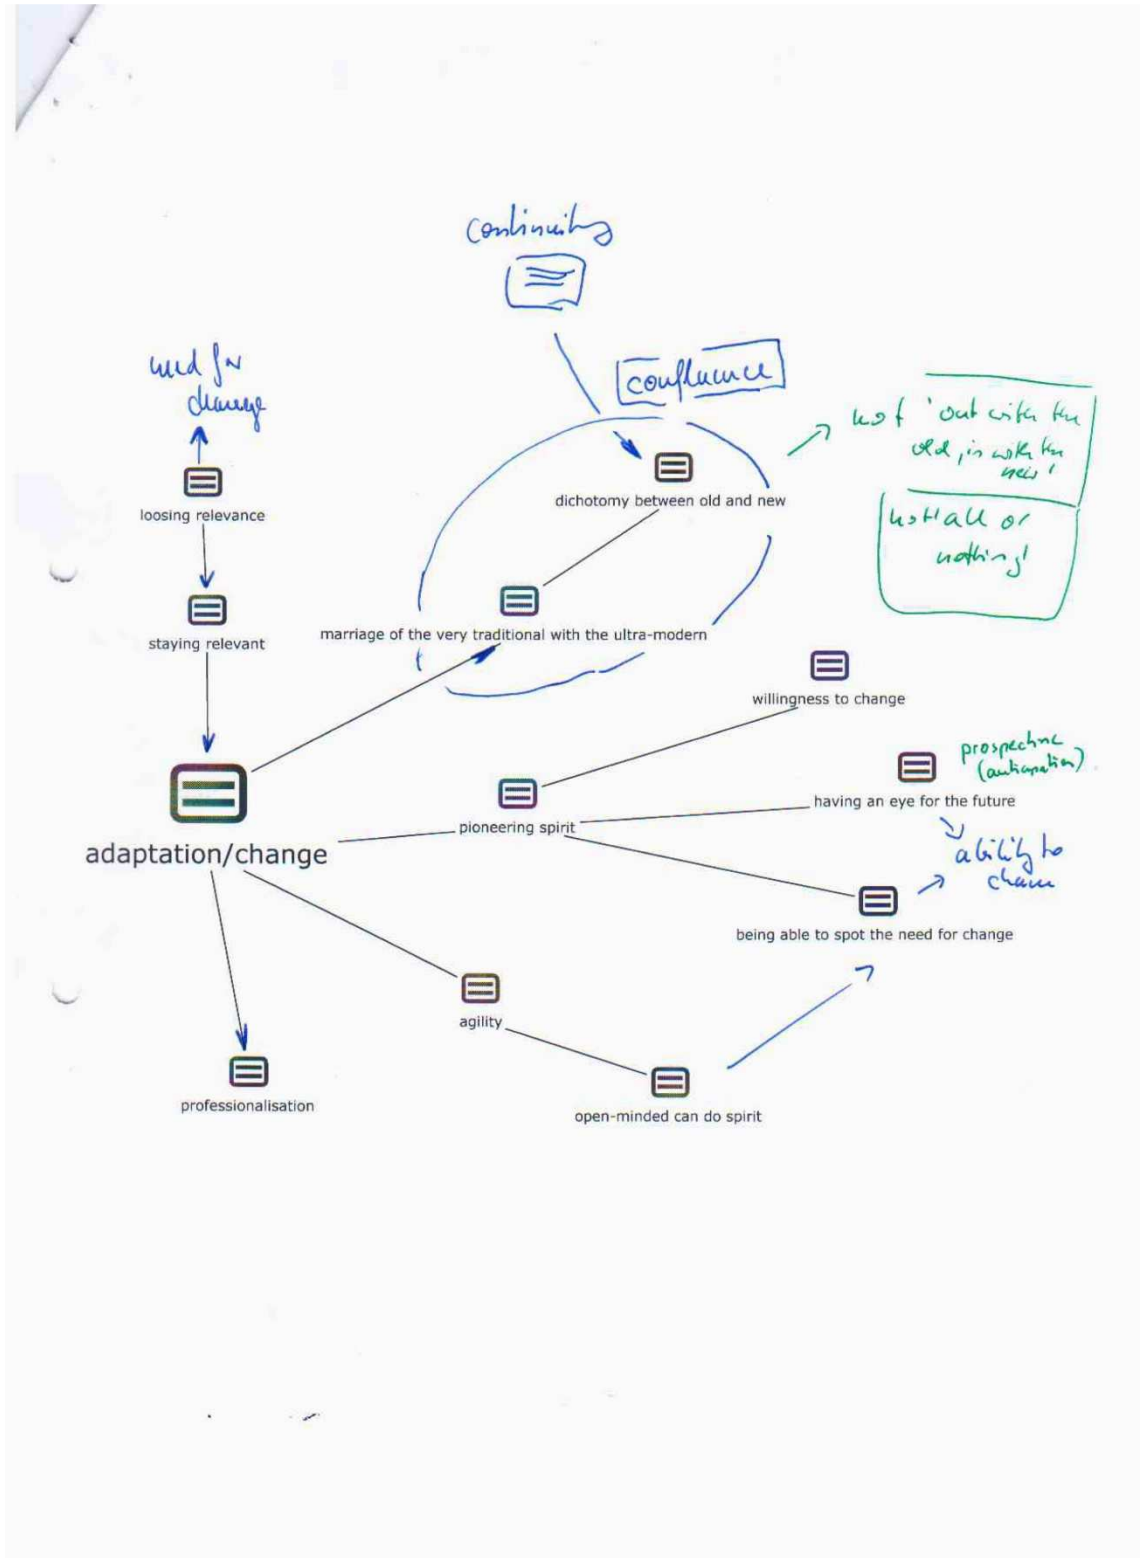 continuity
confluence
need for
change
not 'out with the
old, in with the
new'
loosing relevance
dichotomy between old and new
not 'all or
nothing'
staying relevant
marriage of the very traditional with the ultra-modern
willingness to change
prospective
(anticipation)
having an eye for the future
pioneering spirit
adaptation/change
ability to
being able to spot the need for change
agility
professionalisation
open-minded can do spirit